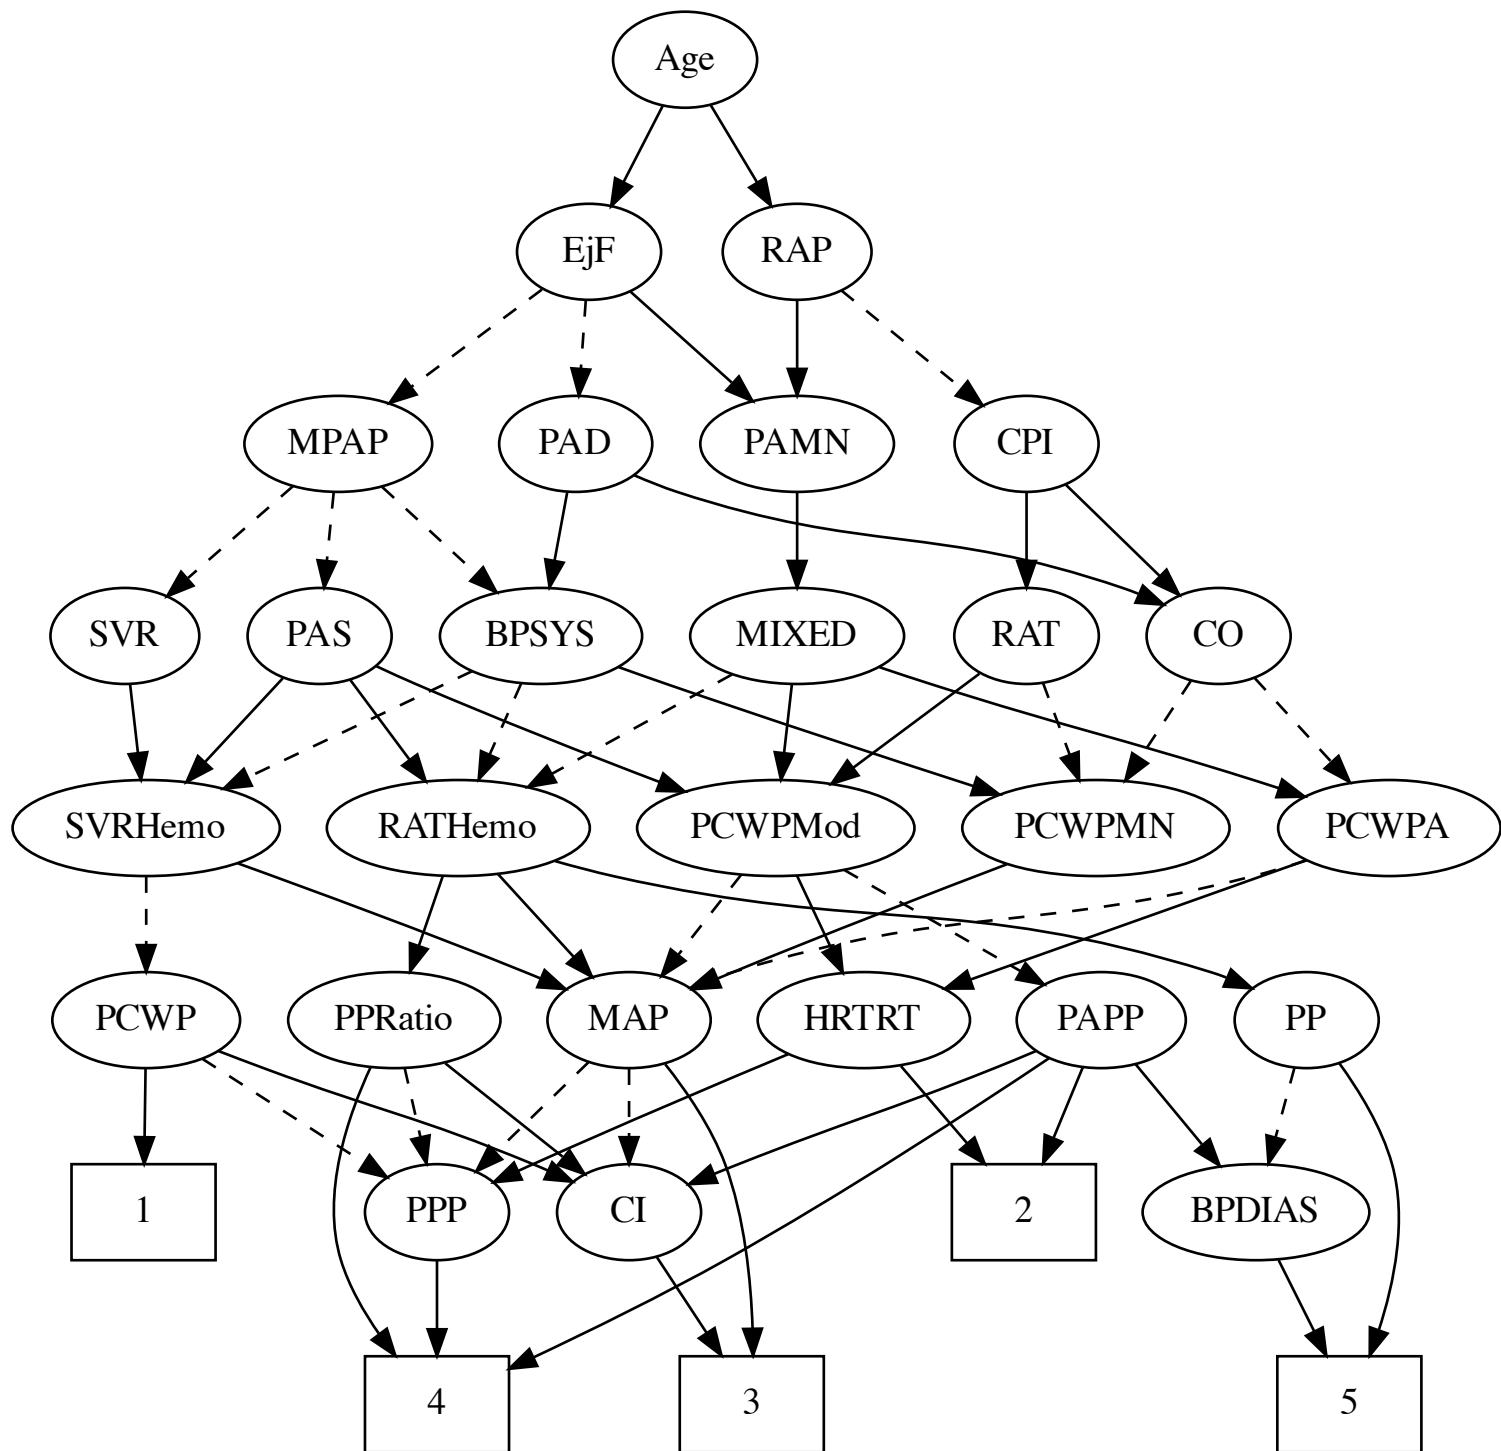 Age
EjF RAP
MPAP PAD PAMN CPI
SVR PAS BPSYS MIXED RAT CO
SVRHemo RATHemo PCWPMod PCWPMN PCWPA
PCWP PPRatio MAP HRTRT PAPP PP
1 PPP CI 2 BPDIAS
4 3 5